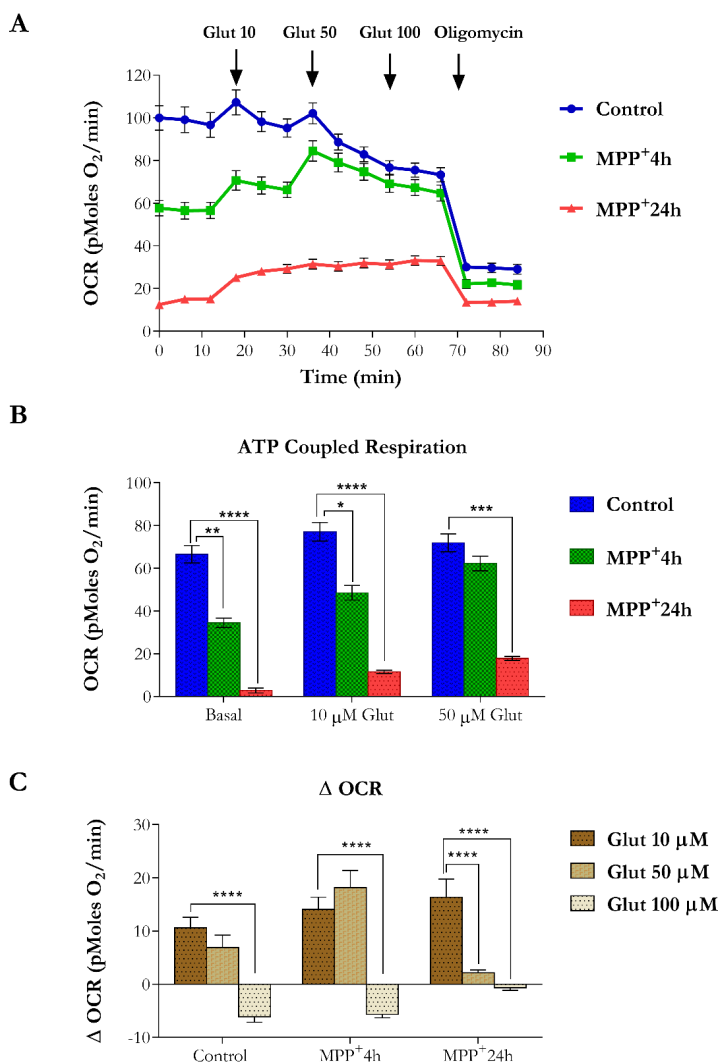 A
Glut 10 Glut 50 Glut 100 Oligomycin
OCR (pMoles O₂/min)
120
100
80
60
40
20
0
0 10 20 30 40 50 60 70 80 90
Time (min)
Control
MPP⁺4h
MPP⁺24h
B
ATP Coupled Respiration
OCR (pMoles O₂/min)
100
80
60
40
20
0
****
**
****
*
***
Basal 10 µM Glut 50 µM Glut
Control
MPP⁺4h
MPP⁺24h
C
Δ OCR
Δ OCR (pMoles O₂/min)
30
20
10
0
-10
****
****
****
****
Control MPP⁺4h MPP⁺24h
Glut 10 µM
Glut 50 µM
Glut 100 µM